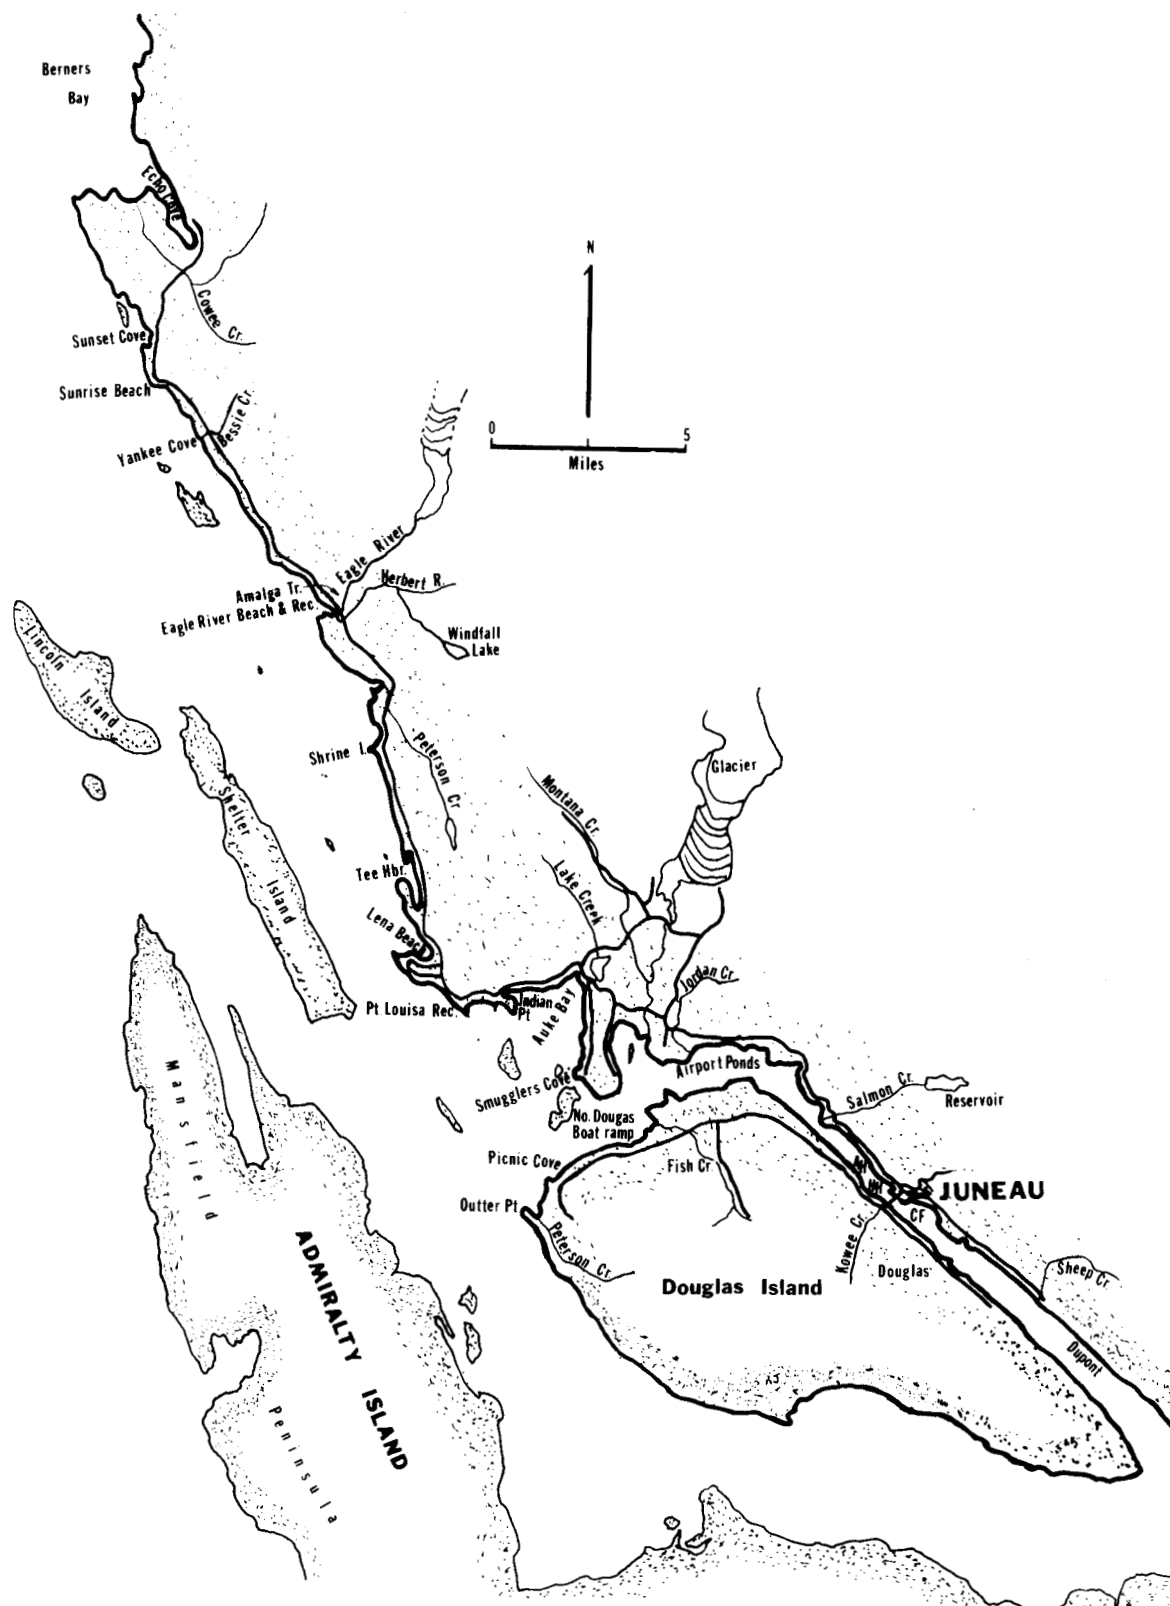 Berners
Bay
Echo Cove
N
Cowee Cr.
Sunset Cove
Sunrise Beach
Bessie Cr.
0 5
Miles
Yankee Cove
Eagle River
Herbert R.
Amalga Tr.
Eagle River Beach & Rec.
Windfall
Lake
Lincoln
Island
Shrine I.
Peterson Cr
Glacier
Montana Cr.
Shelter
Island
Tee Hbr.
Lake Creek
Lena Beach
Jordan Cr.
Pt Louisa Rec.
Indian
Pt
Auke Bay
Airport Ponds
Smugglers Cove
Salmon Cr.
Reservoir
No. Dougas
Boat ramp
Mansfield
Picnic Cove
Fish Cr.
JUNEAU
Outter Pt.
CF
Kowee Cr.
Peterson Cr.
Douglas
Sheep Cr
Douglas Island
ADMIRALTY
ISLAND
Dupont
Peninsula